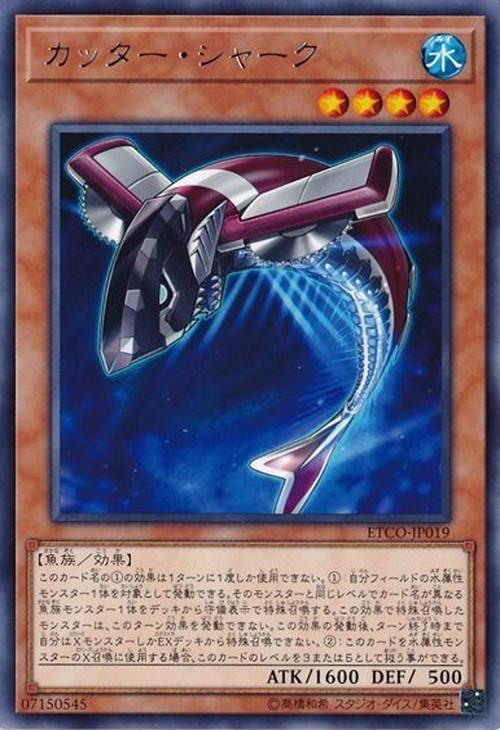 カッター・シャーク
水
ETCO-JP019
【魚族/効果】
このカード名の①の効果は1ターンに1度しか使用できない。①:自分フィールドの水属性
モンスター1体を対象として発動できる。そのモンスターと同じレベルでカード名が異なる
魚族モンスター1体をデッキから守備表示で特殊召喚する。この効果で特殊召喚した
モンスターは、このターン効果を発動できない。この効果の発動後、ターン終了時まで
自分はXモンスターしかEXデッキから特殊召喚できない。②:このカードを水属性モン
スターのX召喚に使用する場合、このカードのレベルを3または5として扱う事ができる。
ATK/1600 DEF/ 500
07150545
©高橋和希 スタジオ・ダイス/集英社